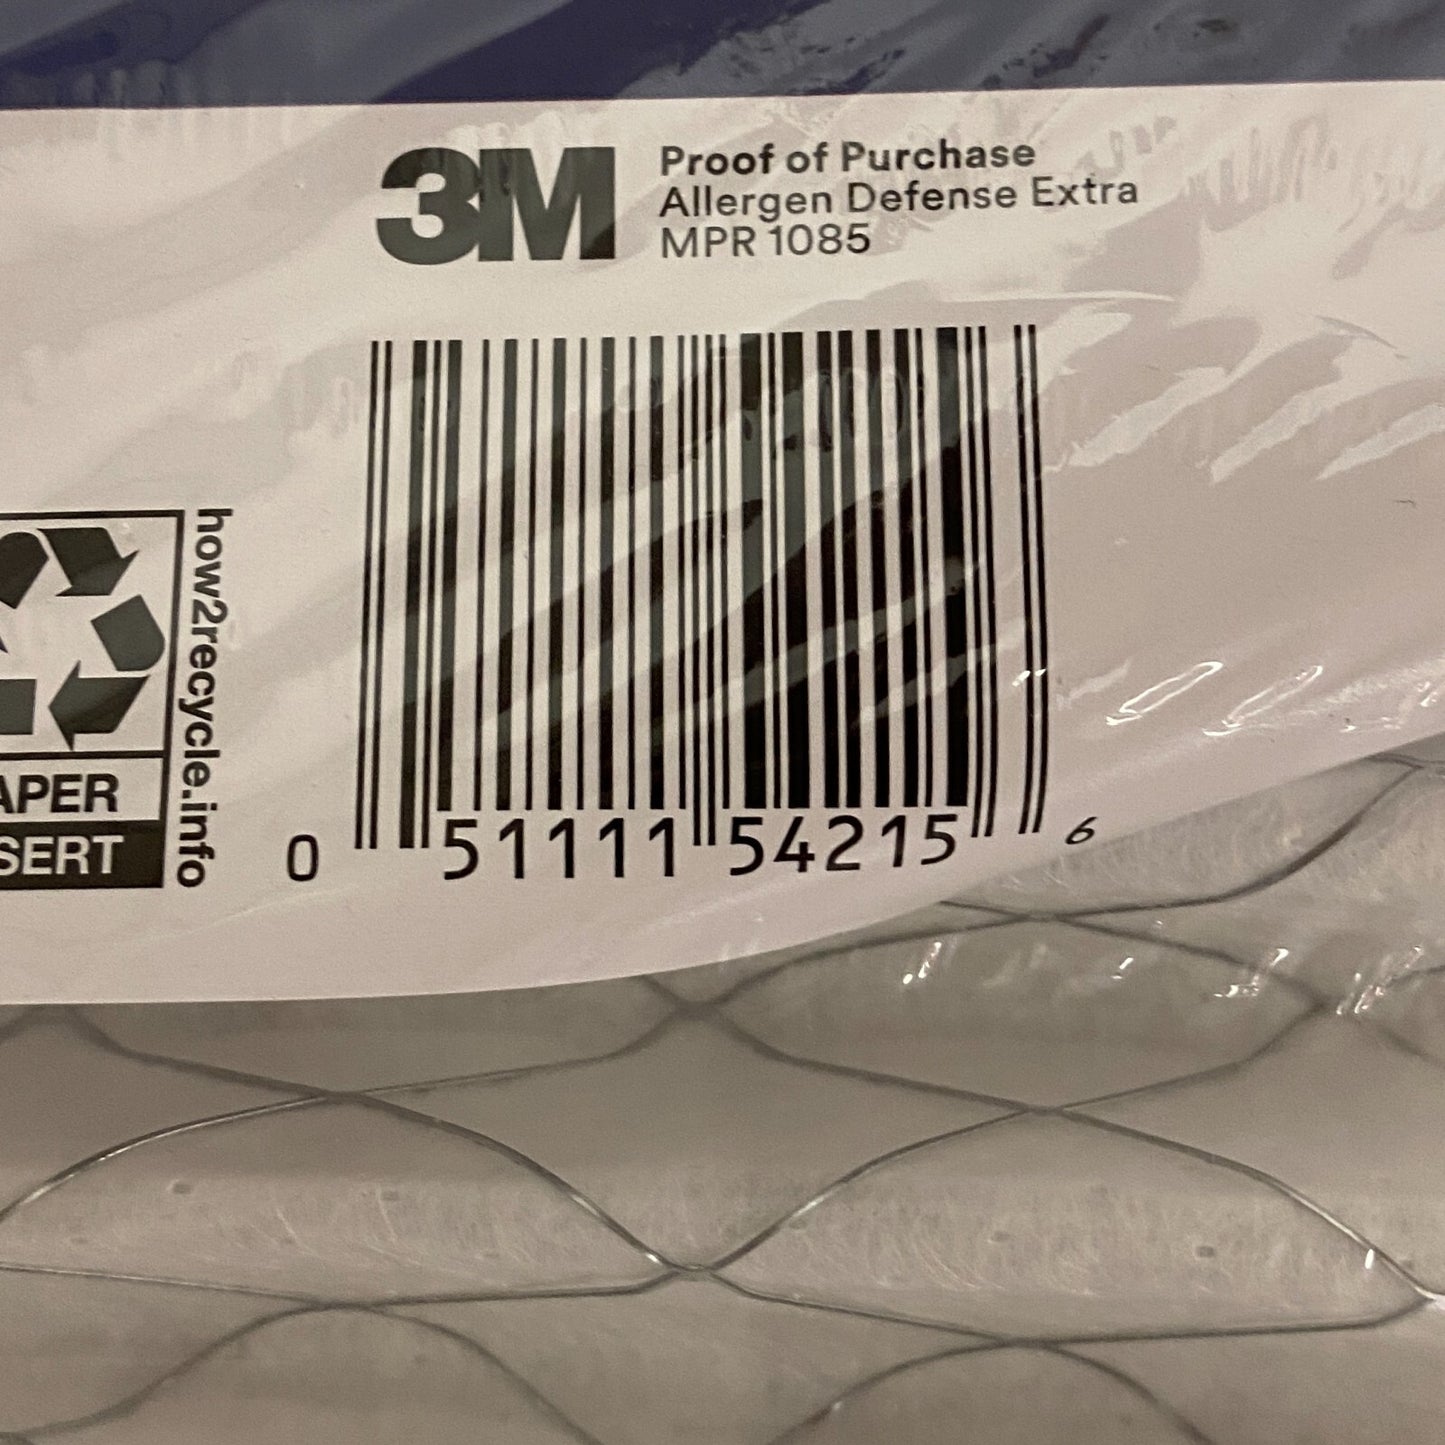 3M
Proof of Purchase
Allergen Defense Extra
MPR 1085
how2recycle.info
APER
SERT
0 51111 54215 6